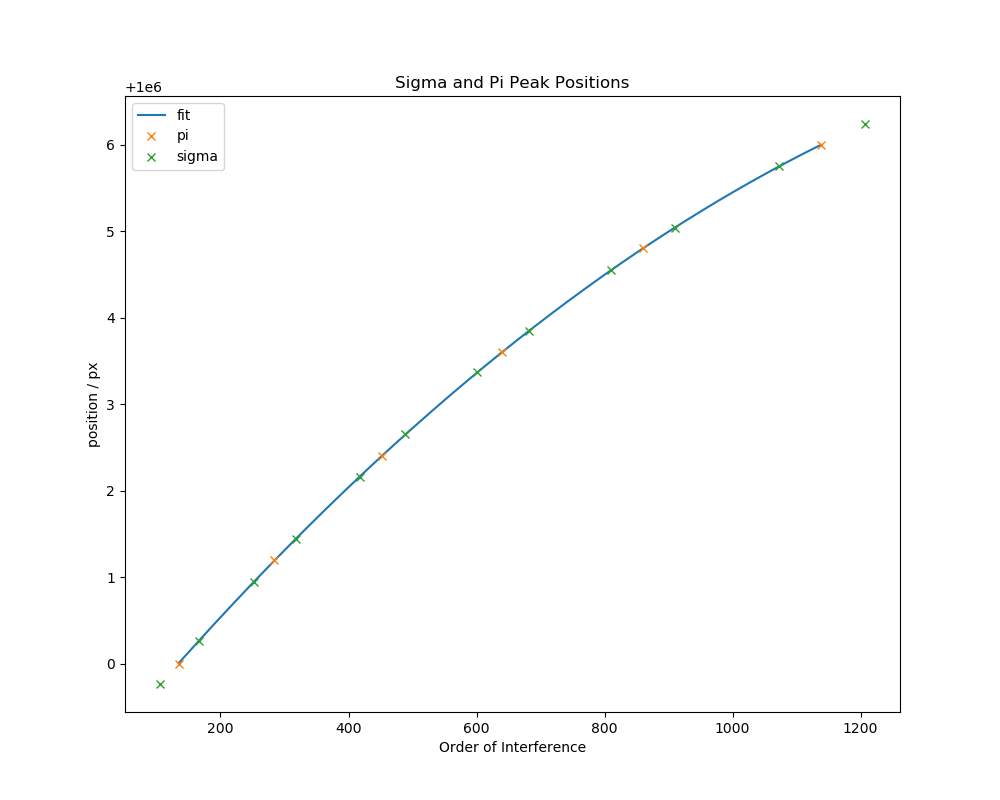 Sigma and Pi Peak Positions
+1e6
fit
pi
sigma
6
5
4
3
2
1
0
position / px
200 400 600 800 1000 1200
Order of Interference